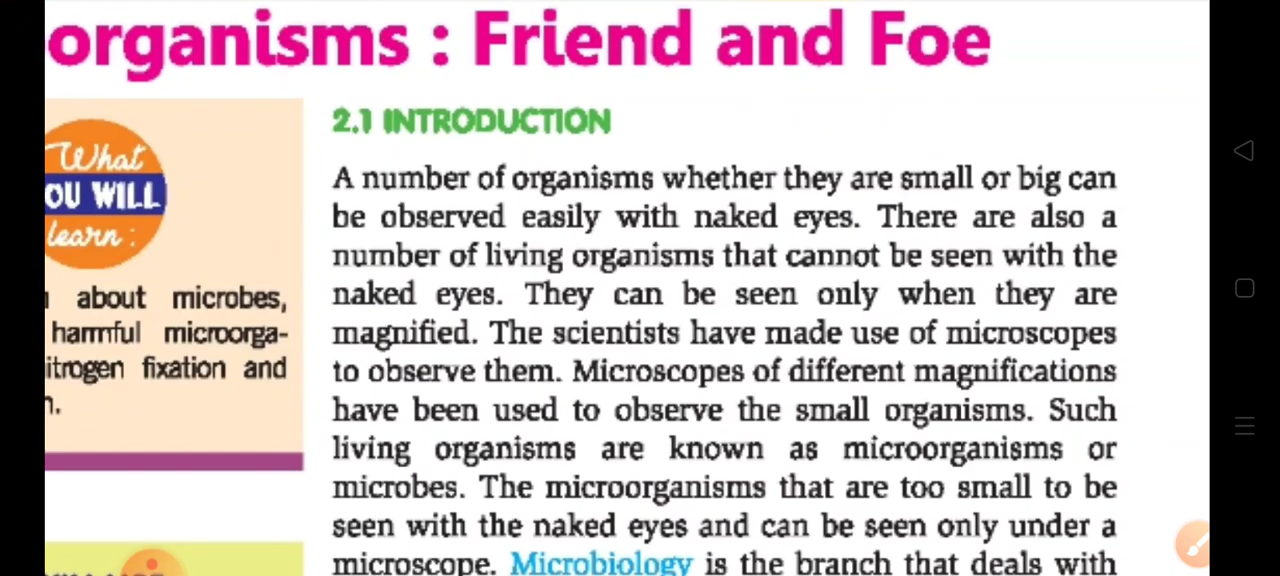 organisms : Friend and Foe
What
OU WILL
learn :
about microbes,
harmful microorga-
itrogen fixation and
2.1 INTRODUCTION
A number of organisms whether they are small or big can
be observed easily with naked eyes. There are also a
number of living organisms that cannot be seen with the
naked eyes. They can be seen only when they are
magnified. The scientists have made use of microscopes
to observe them. Microscopes of different magnifications
have been used to observe the small organisms. Such
living organisms are known as microorganisms or
microbes. The microorganisms that are too small to be
seen with the naked eyes and can be seen only under a
microscope. Microbiology is the branch that deals with